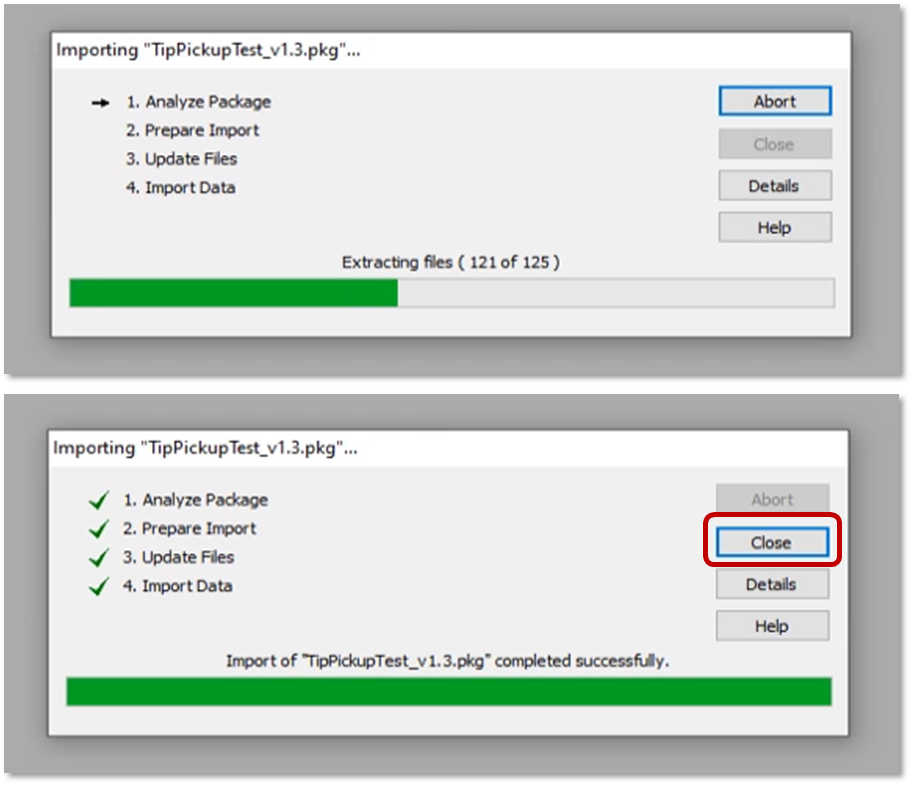 Importing "TipPickupTest_v1.3.pkg"...
1. Analyze Package
2. Prepare Import
3. Update Files
4. Import Data
Abort
Close
Details
Help
Extracting files ( 121 of 125 )
Importing "TipPickupTest_v1.3.pkg"...
1. Analyze Package
2. Prepare Import
3. Update Files
4. Import Data
Abort
Close
Details
Help
Import of "TipPickupTest_v1.3.pkg" completed successfully.